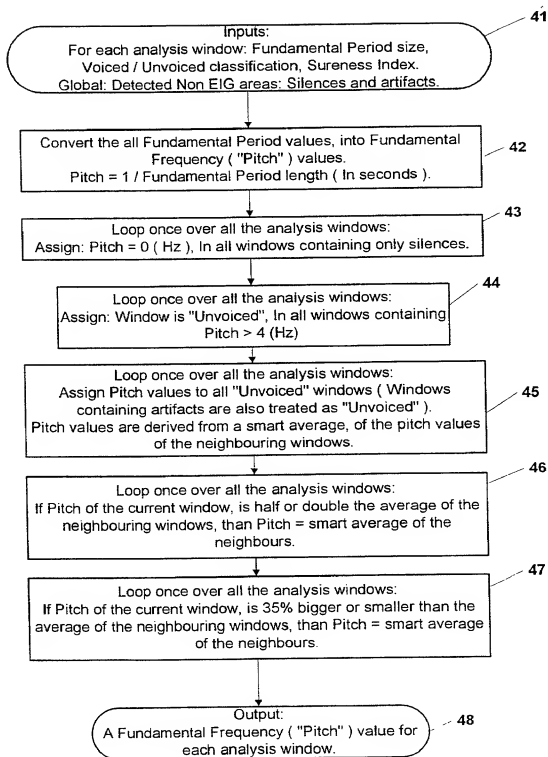 41
Inputs:
For each analysis window: Fundamental Period size,
Voiced / Unvoiced classification, Sureness Index.
Global: Detected Non EIG areas: Silences and artifacts.
42
Convert the all Fundamental Period values, into Fundamental
Frequency ( "Pitch" ) values.
Pitch = 1 / Fundamental Period length ( In seconds ).
43
Loop once over all the analysis windows:
Assign: Pitch = 0 ( Hz ), In all windows containing only silences.
44
Loop once over all the analysis windows:
Assign: Window is "Unvoiced", In all windows containing
Pitch > 4 (Hz)
45
Loop once over all the analysis windows:
Assign Pitch values to all "Unvoiced" windows ( Windows
containing artifacts are also treated as "Unvoiced" ).
Pitch values are derived from a smart average, of the pitch values
of the neighbouring windows.
46
Loop once over all the analysis windows:
If Pitch of the current window, is half or double the average of the
neighbouring windows, than Pitch = smart average of the
neighbours.
47
Loop once over all the analysis windows:
If Pitch of the current window, is 35% bigger or smaller than the
average of the neighbouring windows, than Pitch = smart average
of the neighbours.
48
Output:
A Fundamental Frequency ( "Pitch" ) value for
each analysis window.